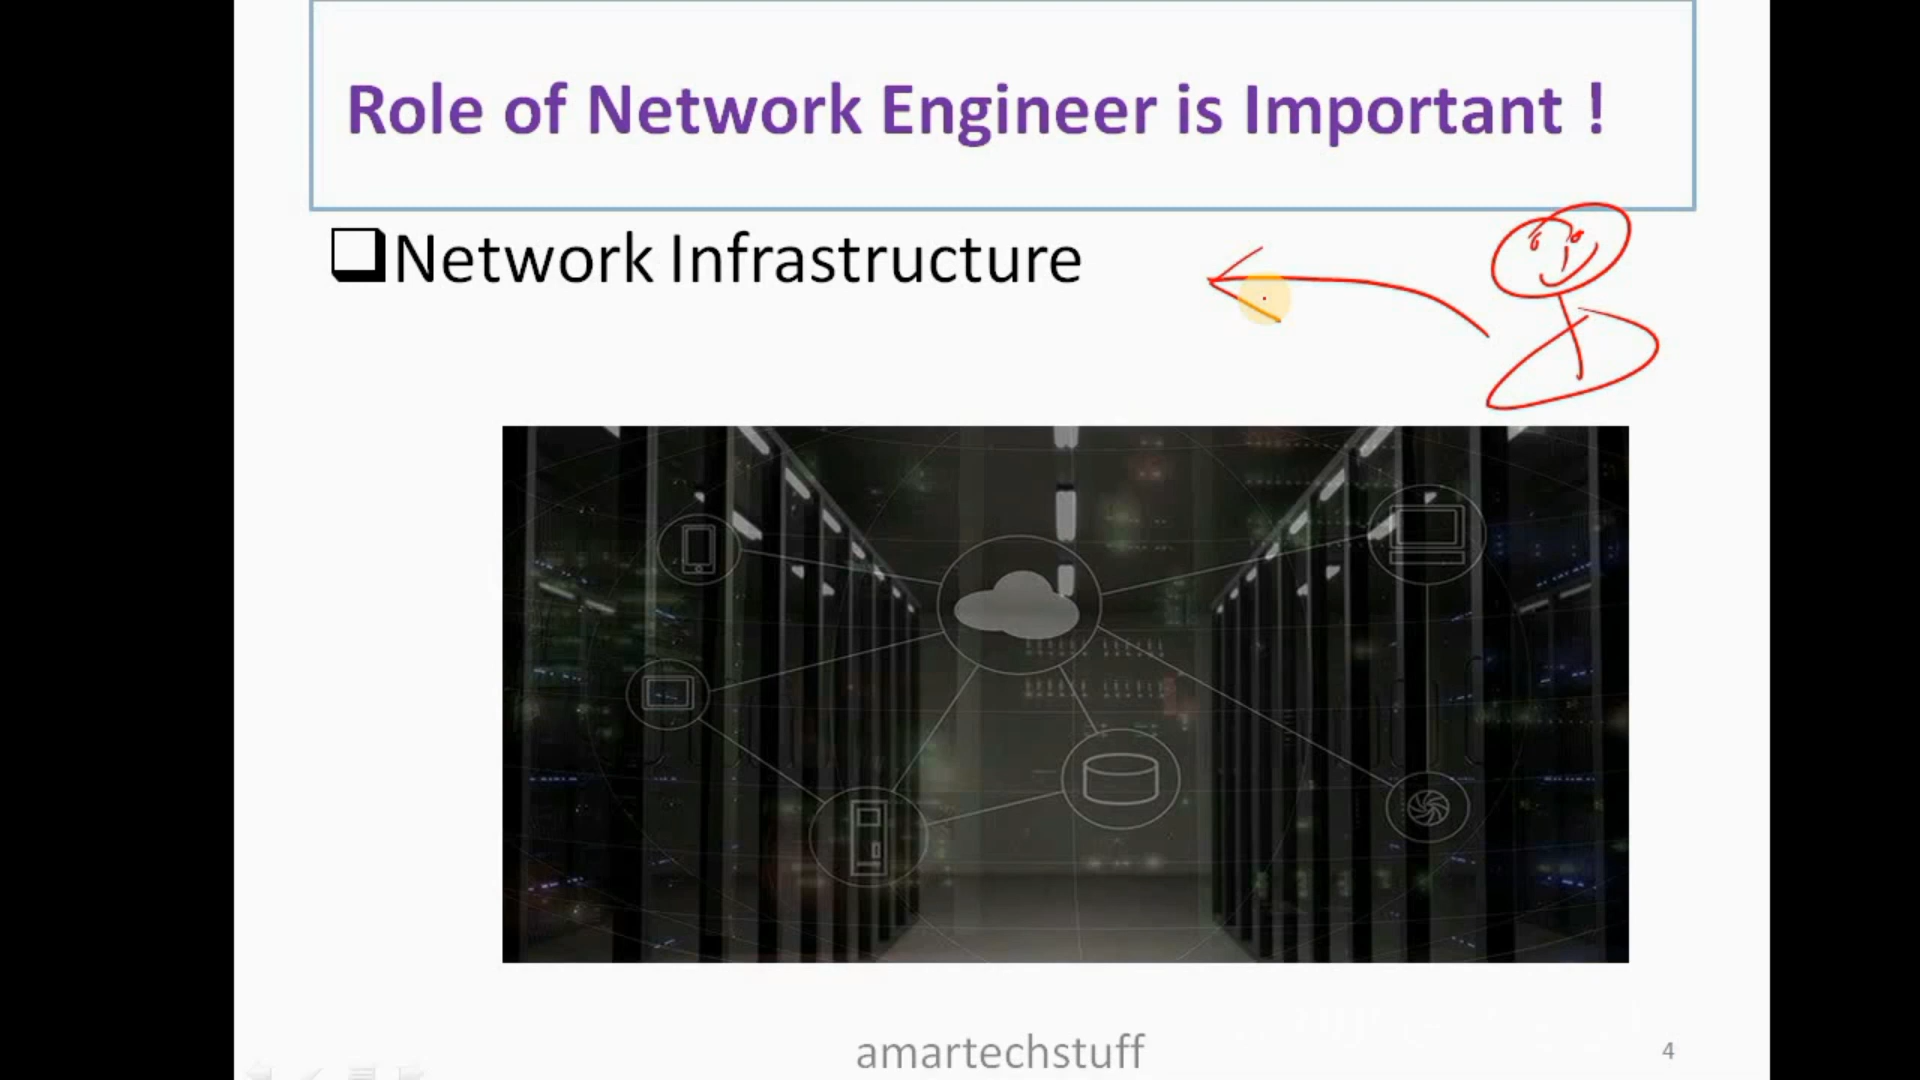 Role of Network Engineer is Important !
Network Infrastructure
amartechstuff
4